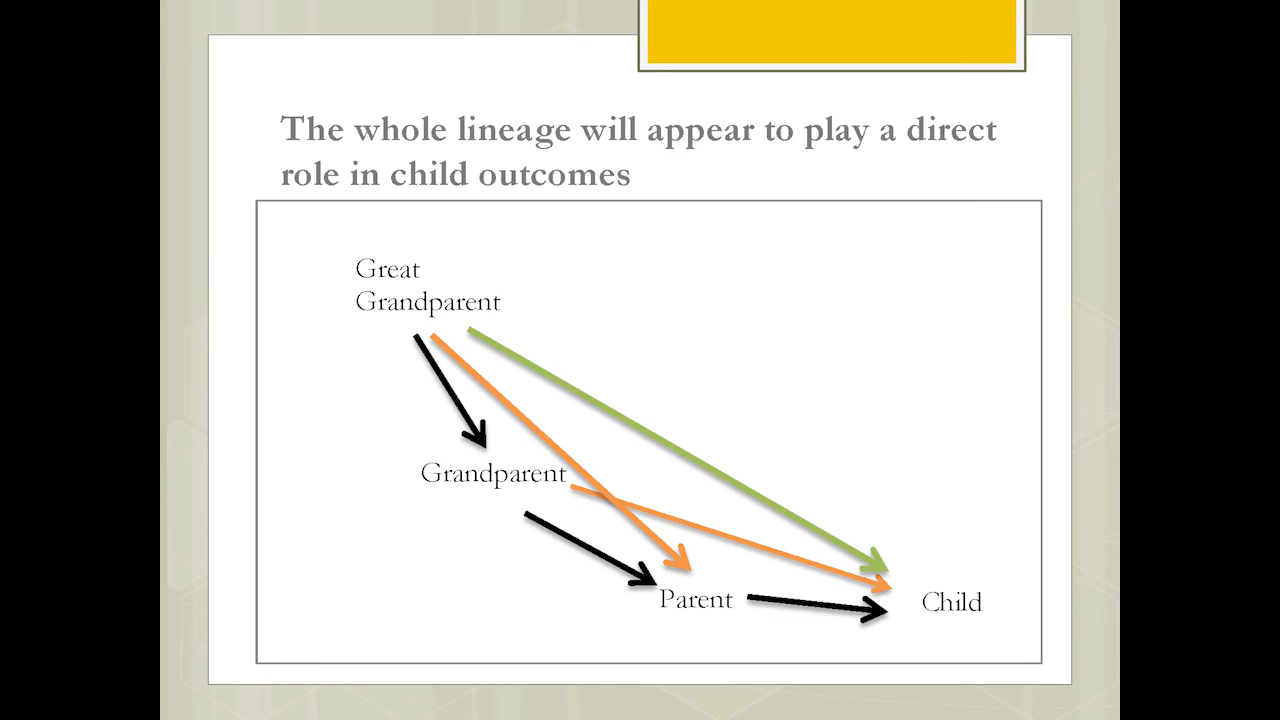 The whole lineage will appear to play a direct
role in child outcomes
Great
Grandparent
Grandparent
Parent
Child